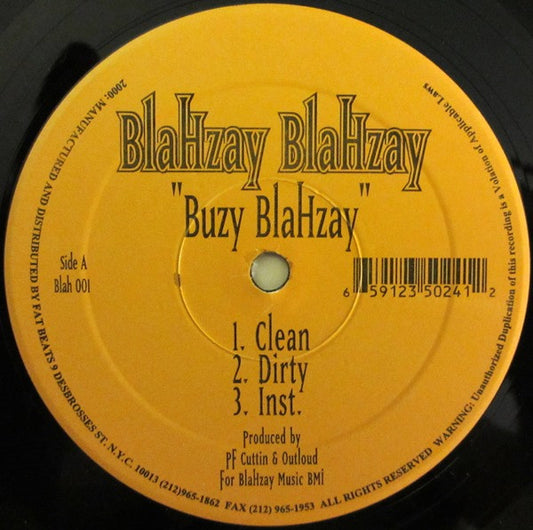 BlaHzay BlaHzay
"Buzy BlaHzay"
Side A
Blah 001
6 59123 50241 2
1. Clean
2. Dirty
3. Inst.
Produced by
PF Cuttin & Outloud
For BlaHzay Music BMI
2000: MANUFACTURED AND DISTRIBUTED BY FAT BEATS 9 DESBROSSES ST. N.Y.C. 10013 (212)965-1862 FAX (212) 965-1953 ALL RIGHTS RESERVED WARNING: Unauthorized Duplication of this recording is a Volation of Applicable Laws